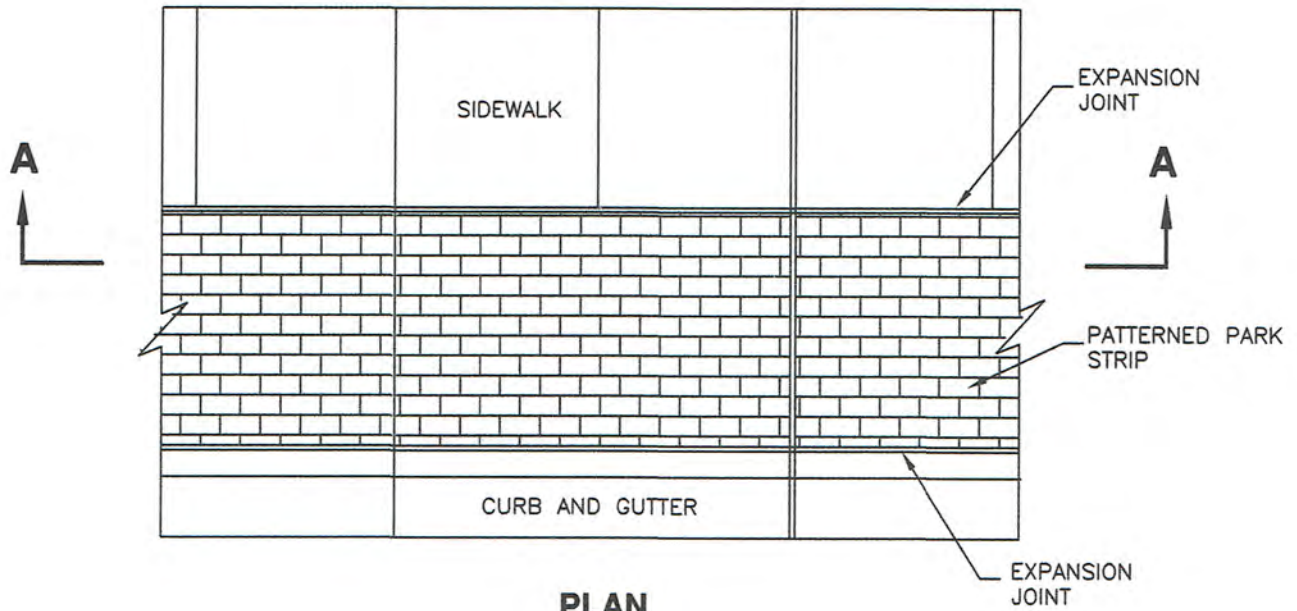 EXPANSION
JOINT
SIDEWALK
A
A
PATTERNED PARK
STRIP
CURB AND GUTTER
EXPANSION
JOINT
PLAN